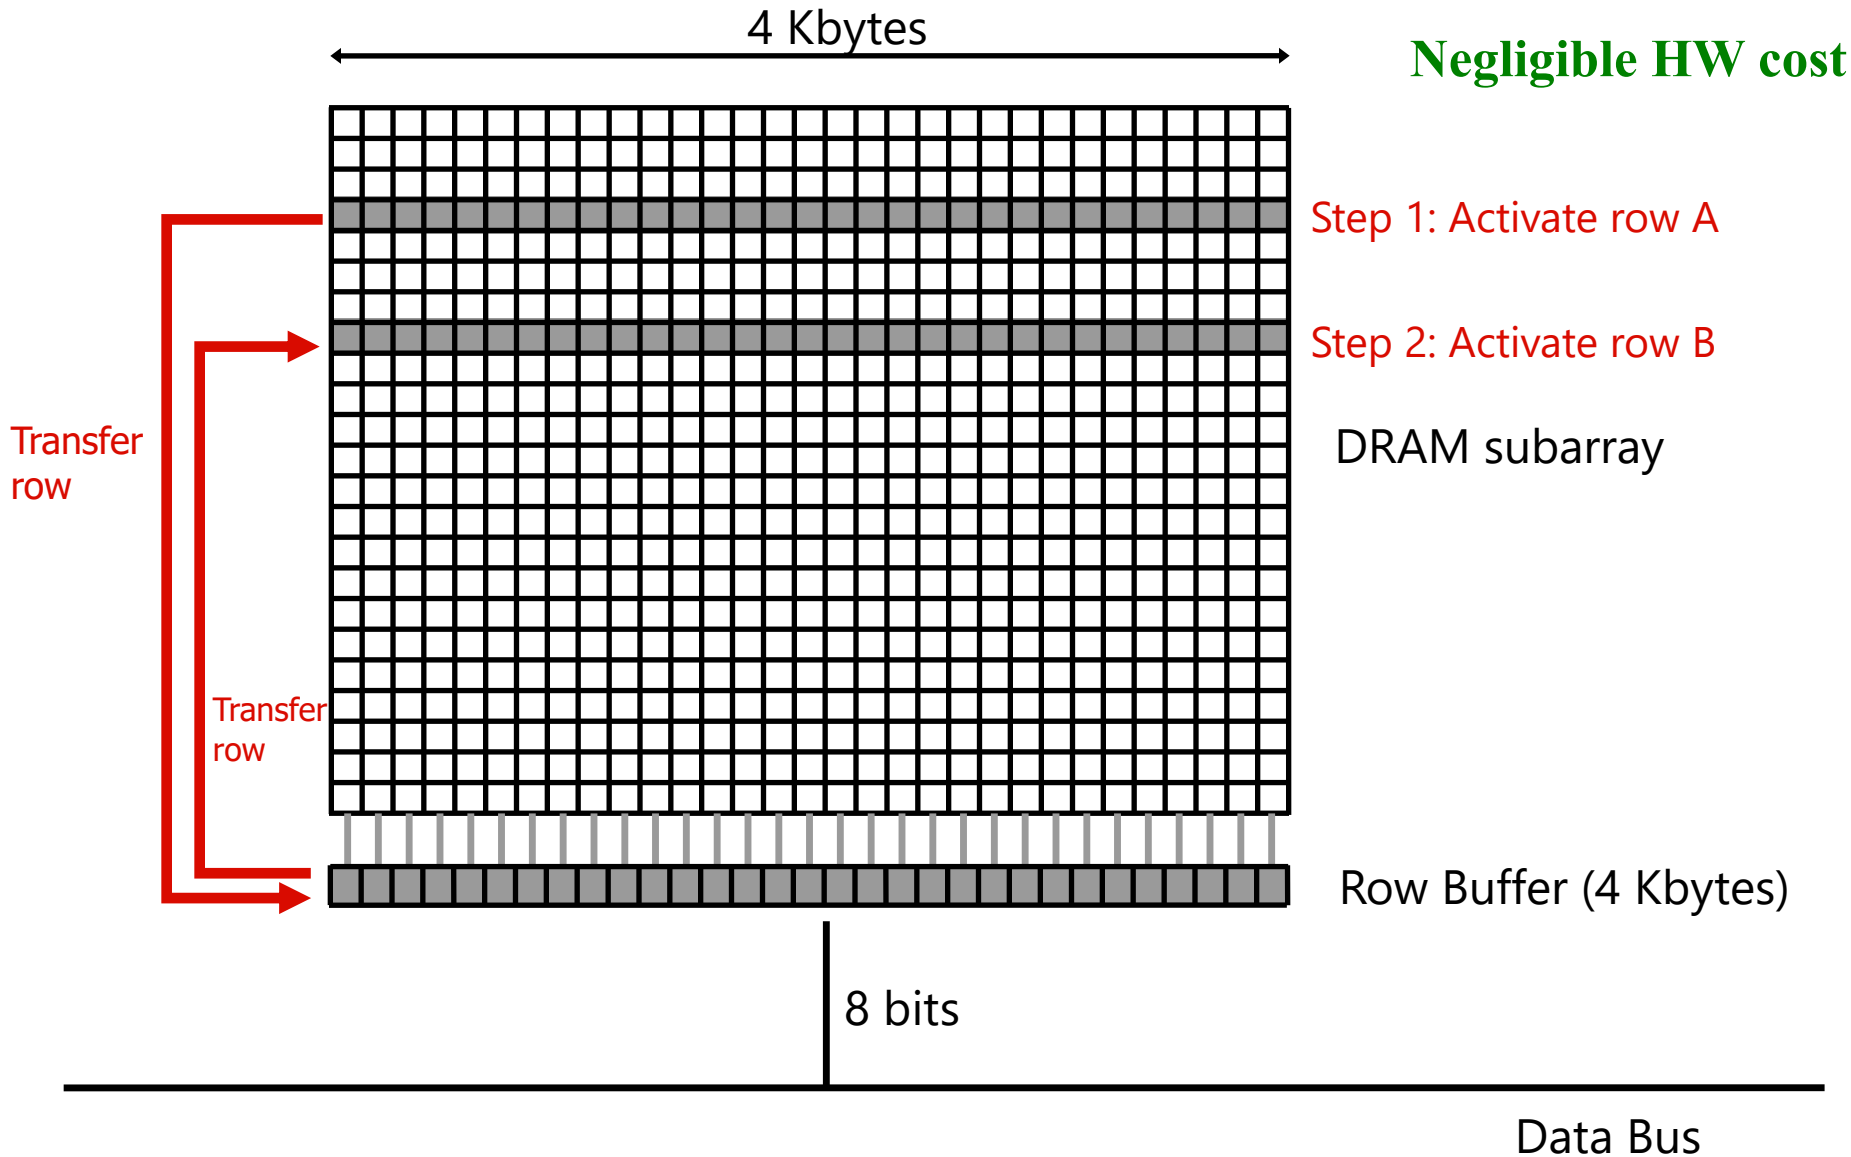 4 Kbytes
Negligible HW cost
Step 1: Activate row A
Step 2: Activate row B
Transfer
row
DRAM subarray
Transfer
row
Row Buffer (4 Kbytes)
8 bits
Data Bus